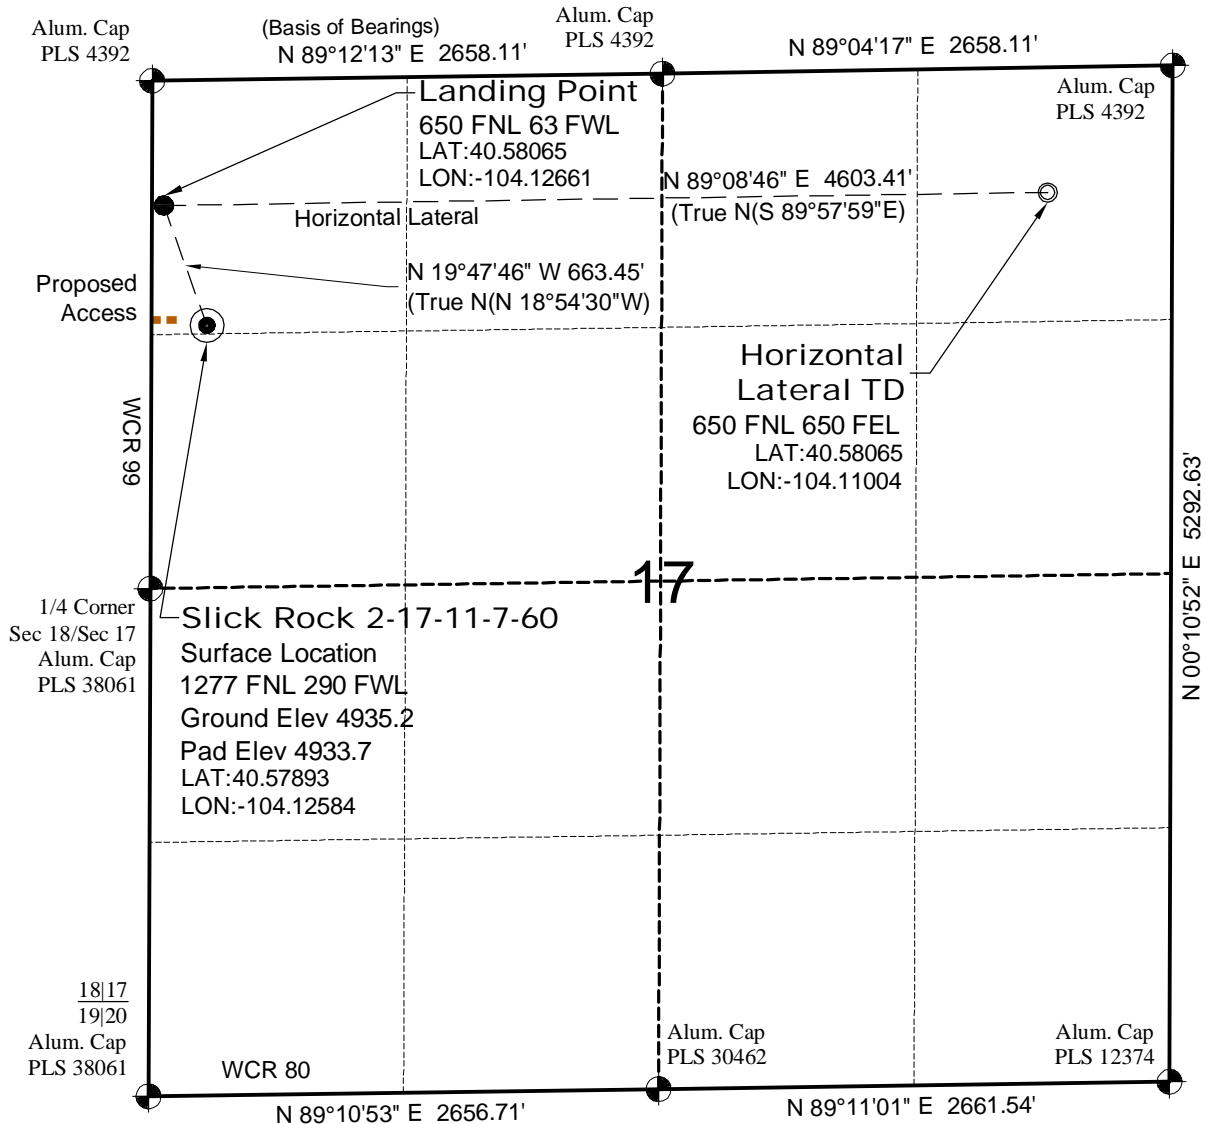 Alum. Cap
PLS 4392
(Basis of Bearings)
N 89°12'13" E 2658.11'
Alum. Cap
PLS 4392
N 89°04'17" E 2658.11'
Alum. Cap
PLS 4392
Landing Point
650 FNL 63 FWL
LAT:40.58065
LON:-104.12661
N 89°08'46" E 4603.41'
(True N(S 89°57'59"E)
Horizontal Lateral
N 19°47'46" W 663.45'
(True N(N 18°54'30"W)
Proposed
Access
Horizontal
Lateral TD
650 FNL 650 FEL
LAT:40.58065
LON:-104.11004
WCR 99
N 00°10'52" E 5292.63'
17
1/4 Corner
Sec 18/Sec 17
Alum. Cap
PLS 38061
Slick Rock 2-17-11-7-60
Surface Location
1277 FNL 290 FWL
Ground Elev 4935.2
Pad Elev 4933.7
LAT:40.57893
LON:-104.12584
18|17
19|20
Alum. Cap
PLS 38061
WCR 80
Alum. Cap
PLS 30462
Alum. Cap
PLS 12374
N 89°10'53" E 2656.71'
N 89°11'01" E 2661.54'